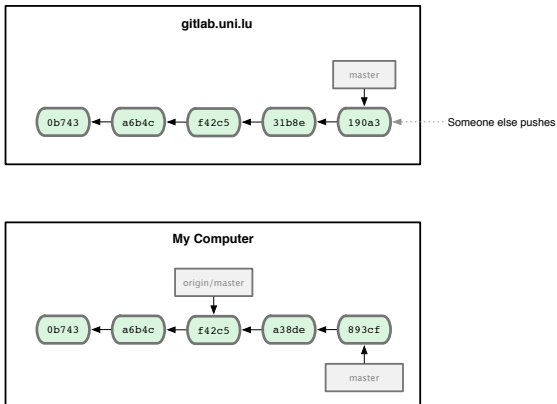 gitlab.uni.lu
master
0b743 a6b4c f42c5 31b8e 190a3 Someone else pushes
My Computer
origin/master
0b743 a6b4c f42c5 a38de 893cf
master